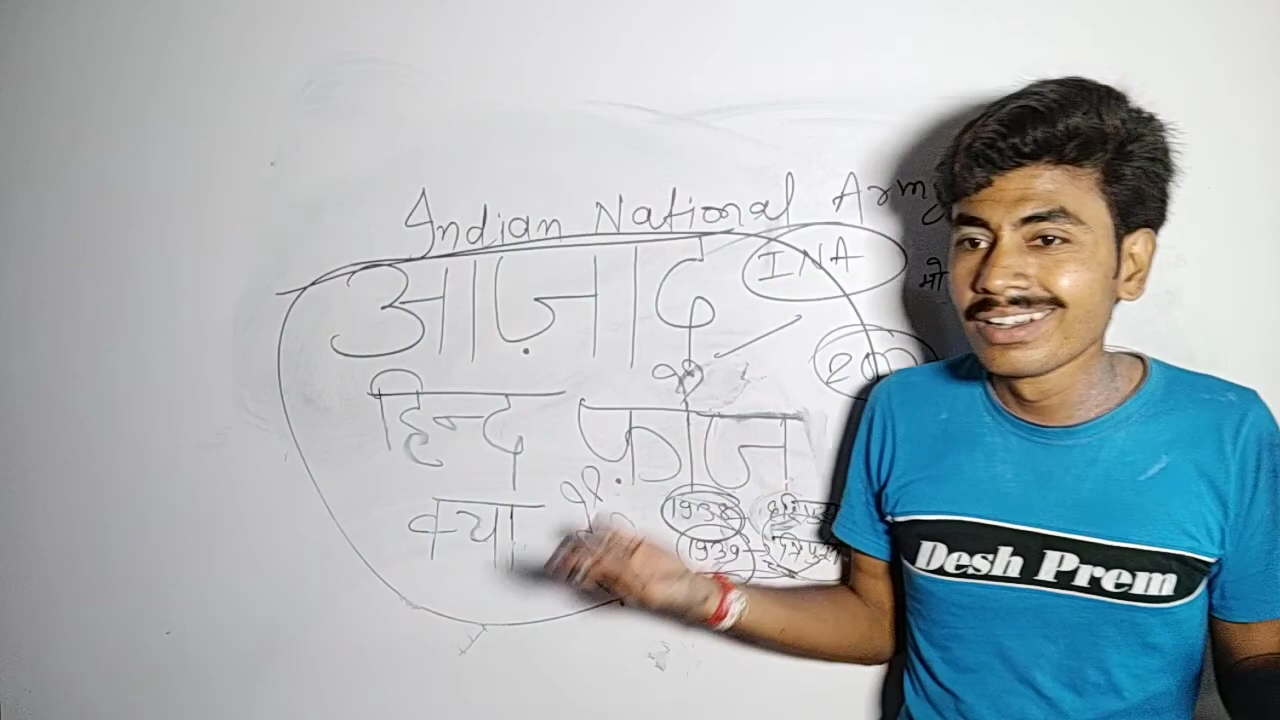 Indian National Army
आज़ाद
INA
हिन्द फ़ौज
क्या
1938
1939
Desh Prem